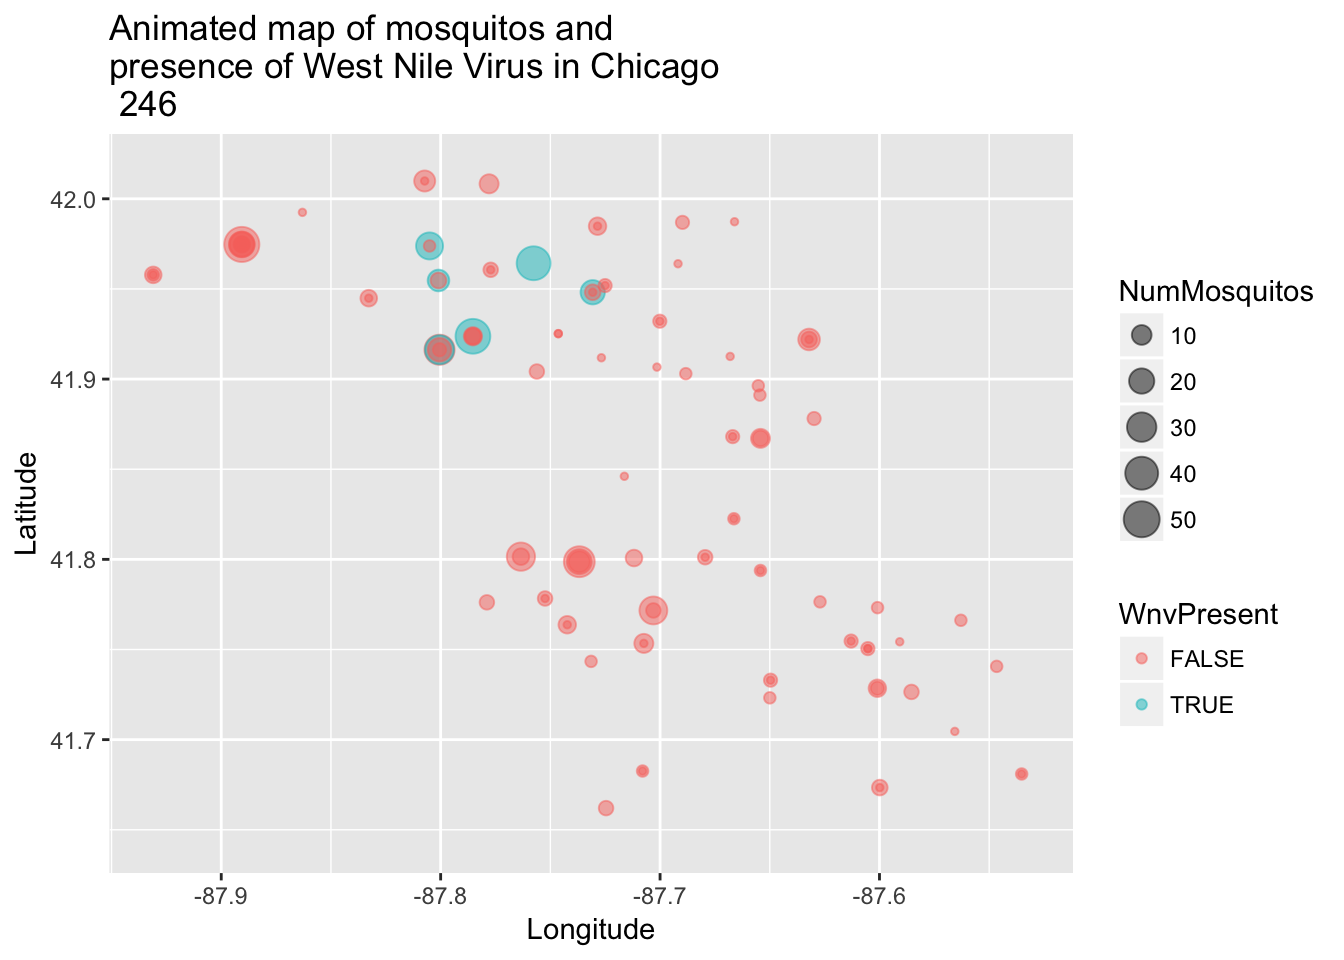 Animated map of mosquitos and
presence of West Nile Virus in Chicago
246
42.0
41.9
41.8
41.7
Latitude
-87.9
-87.8
-87.7
-87.6
Longitude
NumMosquitos
10
20
30
40
50
WnvPresent
FALSE
TRUE